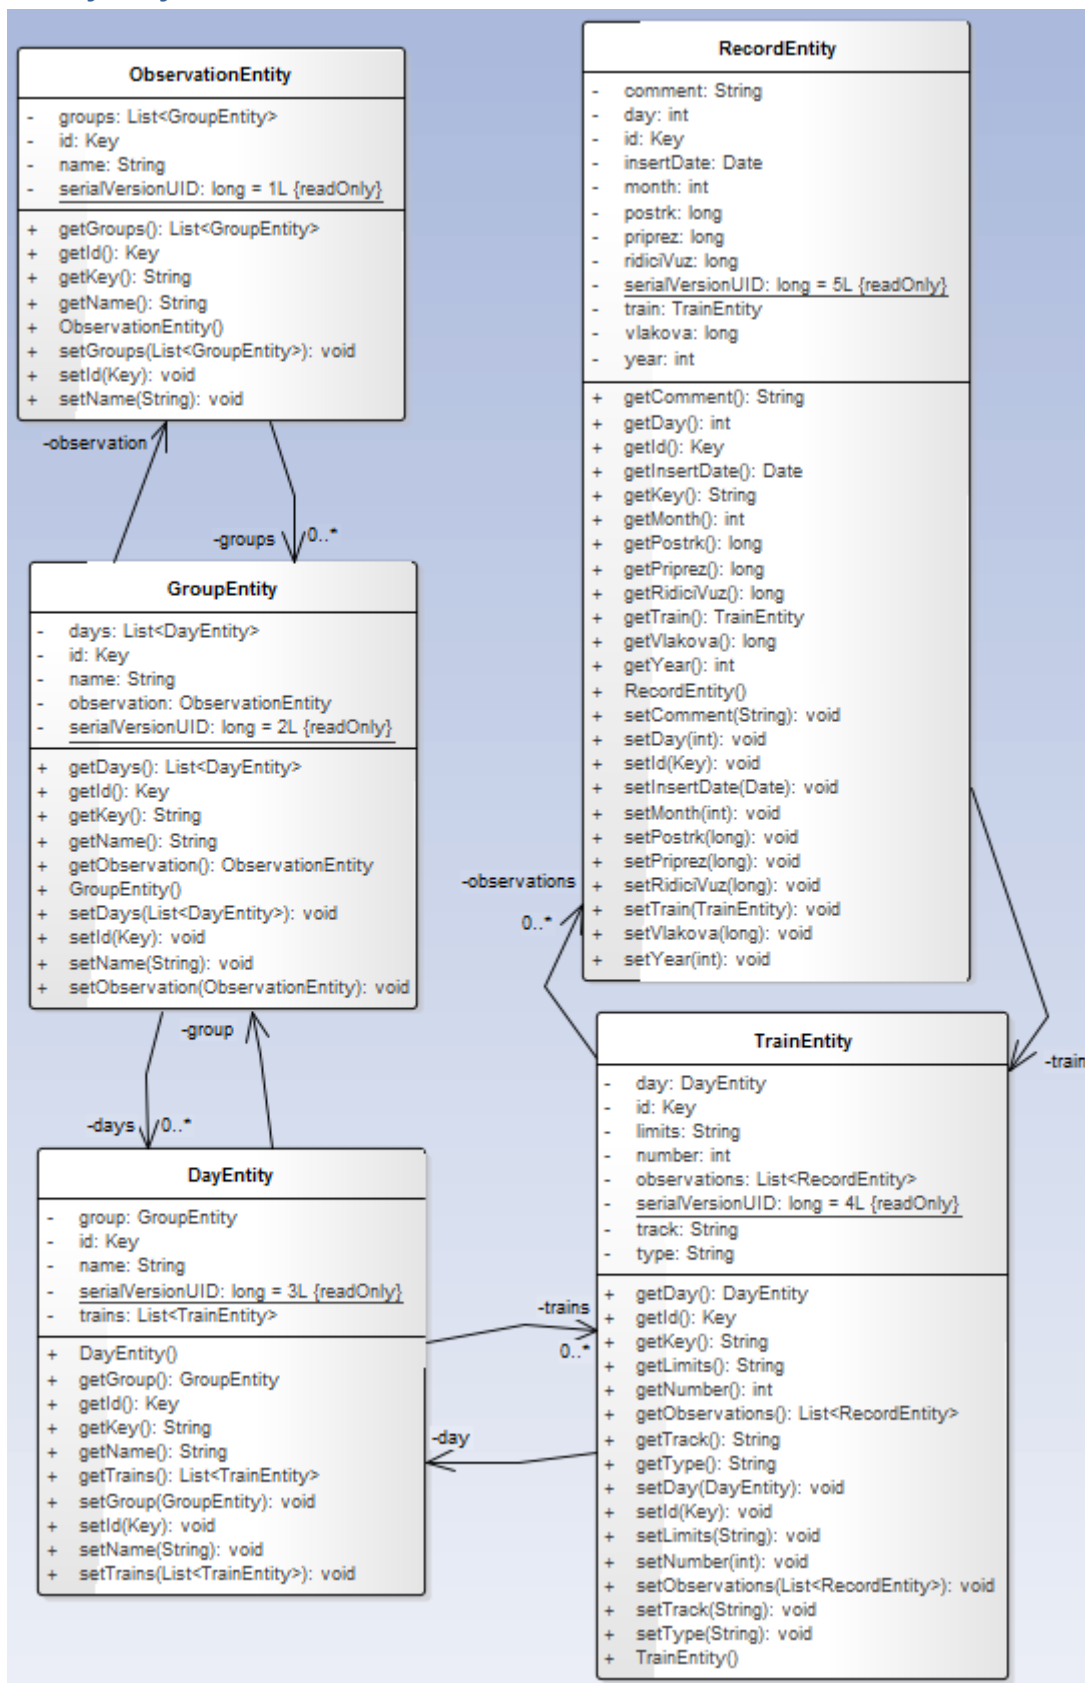 ObservationEntity
- groups: List<GroupEntity>
- id: Key
- name: String
- serialVersionUID: long = 1L {readOnly}
+ getGroups(): List<GroupEntity>
+ getId(): Key
+ getKey(): String
+ getName(): String
+ ObservationEntity()
+ setGroups(List<GroupEntity>): void
+ setId(Key): void
+ setName(String): void
-observation
-groups 0..*
GroupEntity
- days: List<DayEntity>
- id: Key
- name: String
- observation: ObservationEntity
- serialVersionUID: long = 2L {readOnly}
+ getDays(): List<DayEntity>
+ getId(): Key
+ getKey(): String
+ getName(): String
+ getObservation(): ObservationEntity
+ GroupEntity()
+ setDays(List<DayEntity>): void
+ setId(Key): void
+ setName(String): void
+ setObservation(ObservationEntity): void
-group
-days 0..*
DayEntity
- group: GroupEntity
- id: Key
- name: String
- serialVersionUID: long = 3L {readOnly}
- trains: List<TrainEntity>
+ DayEntity()
+ getGroup(): GroupEntity
+ getId(): Key
+ getKey(): String
+ getName(): String
+ getTrains(): List<TrainEntity>
+ setGroup(GroupEntity): void
+ setId(Key): void
+ setName(String): void
+ setTrains(List<TrainEntity>): void
RecordEntity
- comment: String
- day: int
- id: Key
- insertDate: Date
- month: int
- postrk: long
- priprez: long
- ridiciVuz: long
- serialVersionUID: long = 5L {readOnly}
- train: TrainEntity
- vlakova: long
- year: int
+ getComment(): String
+ getDay(): int
+ getId(): Key
+ getInsertDate(): Date
+ getKey(): String
+ getMonth(): int
+ getPostrk(): long
+ getPriprez(): long
+ getRidiciVuz(): long
+ getTrain(): TrainEntity
+ getVlakova(): long
+ getYear(): int
+ RecordEntity()
+ setComment(String): void
+ setDay(int): void
+ setId(Key): void
+ setInsertDate(Date): void
+ setMonth(int): void
+ setPostrk(long): void
+ setPriprez(long): void
+ setRidiciVuz(long): void
+ setTrain(TrainEntity): void
+ setVlakova(long): void
+ setYear(int): void
-observations
0..*
-train
TrainEntity
- day: DayEntity
- id: Key
- limits: String
- number: int
- observations: List<RecordEntity>
- serialVersionUID: long = 4L {readOnly}
- track: String
- type: String
+ getDay(): DayEntity
+ getId(): Key
+ getKey(): String
+ getLimits(): String
+ getNumber(): int
+ getObservations(): List<RecordEntity>
+ getTrack(): String
+ getType(): String
+ setDay(DayEntity): void
+ setId(Key): void
+ setLimits(String): void
+ setNumber(int): void
+ setObservations(List<RecordEntity>): void
+ setTrack(String): void
+ setType(String): void
+ TrainEntity()
-trains
0..*
-day